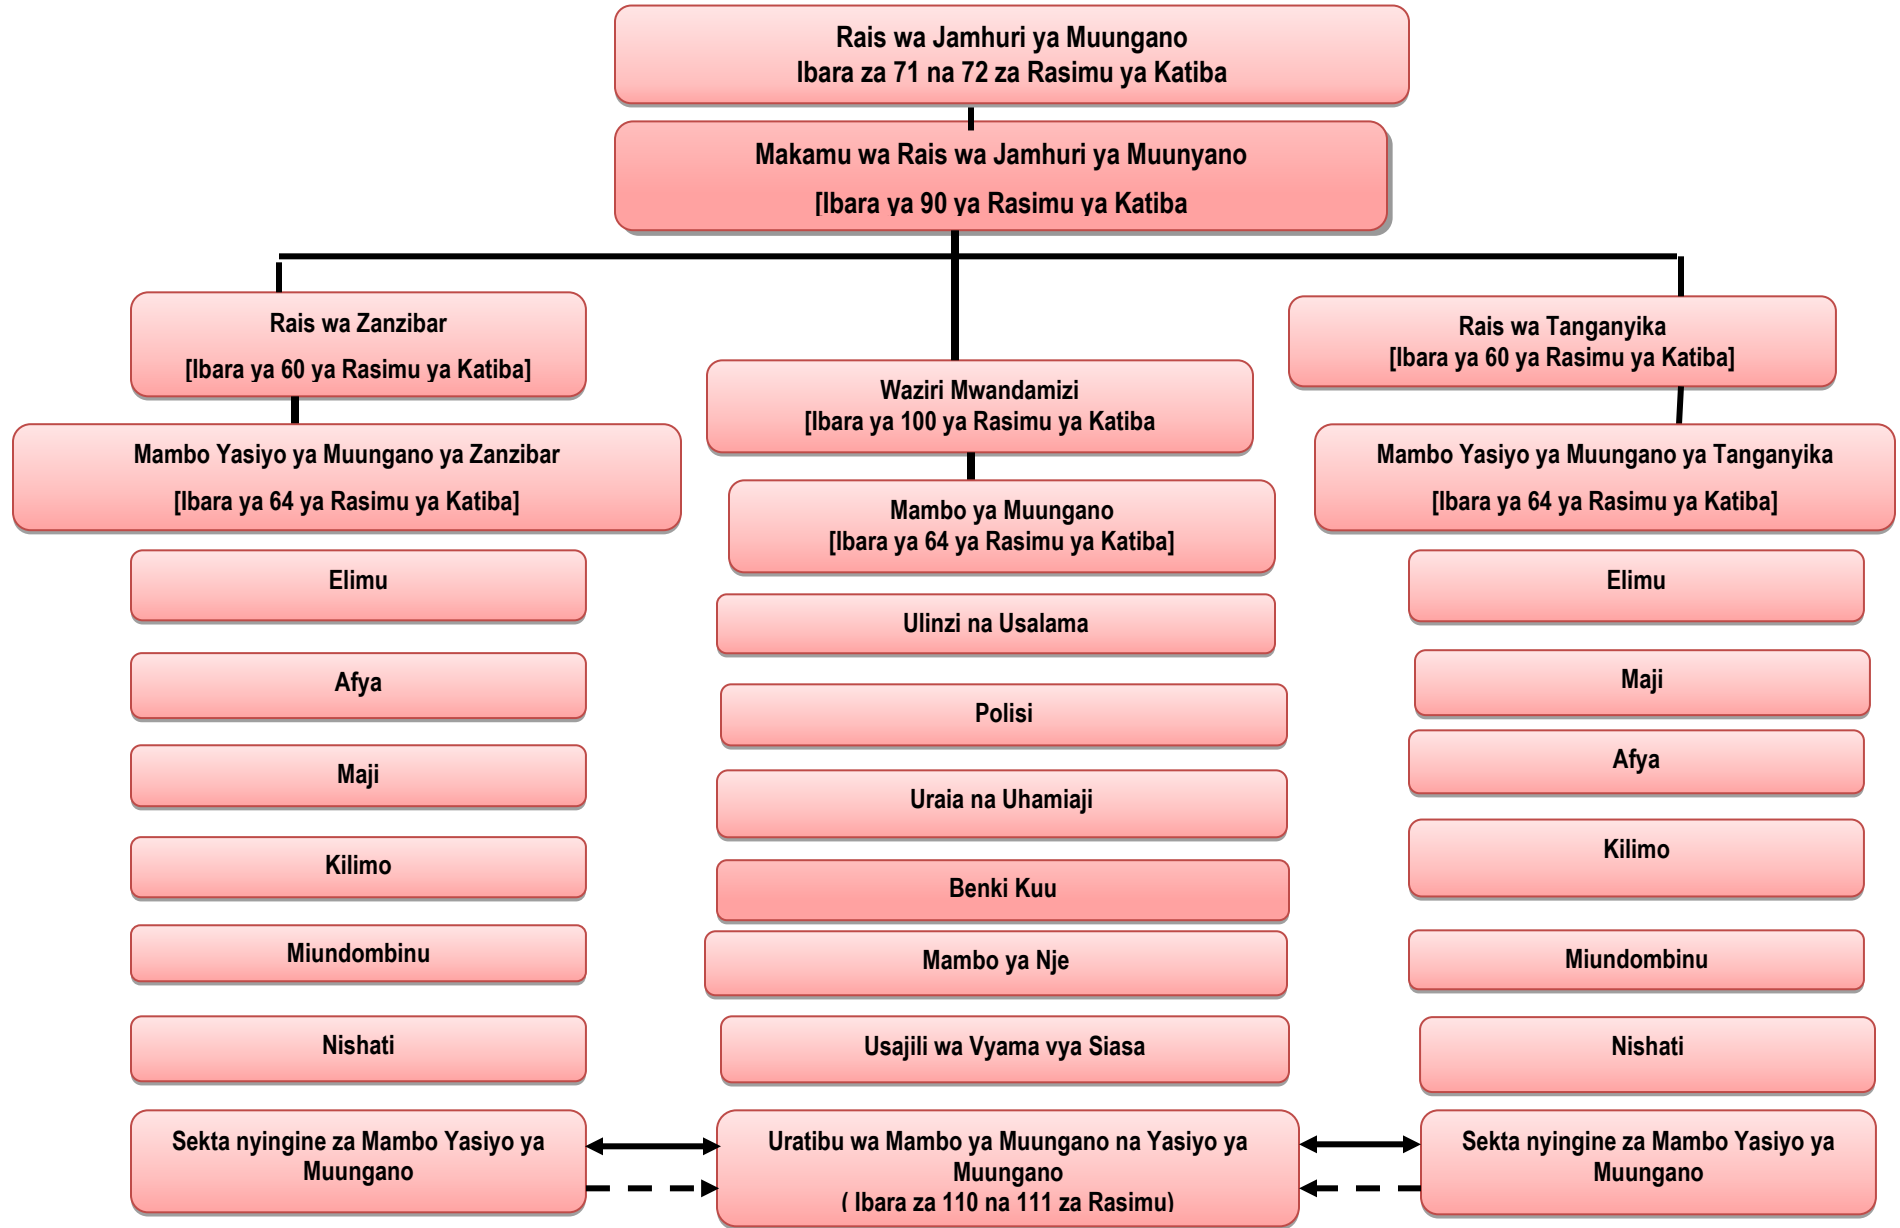 Rais wa Jamhuri ya Muungano
Ibara za 71 na 72 za Rasimu ya Katiba
Makamu wa Rais wa Jamhuri ya Muunyano
[Ibara ya 90 ya Rasimu ya Katiba
Rais wa Zanzibar
[Ibara ya 60 ya Rasimu ya Katiba]
Mambo Yasiyo ya Muungano ya Zanzibar
[Ibara ya 64 ya Rasimu ya Katiba]
Elimu
Afya
Maji
Kilimo
Miundombinu
Nishati
Sekta nyingine za Mambo Yasiyo ya
Muungano
Waziri Mwandamizi
[Ibara ya 100 ya Rasimu ya Katiba
Mambo ya Muungano
[Ibara ya 64 ya Rasimu ya Katiba]
Ulinzi na Usalama
Polisi
Uraia na Uhamiaji
Benki Kuu
Mambo ya Nje
Usajili wa Vyama vya Siasa
Uratibu wa Mambo ya Muungano na Yasiyo ya
Muungano
( Ibara za 110 na 111 za Rasimu)
Rais wa Tanganyika
[Ibara ya 60 ya Rasimu ya Katiba]
Mambo Yasiyo ya Muungano ya Tanganyika
[Ibara ya 64 ya Rasimu ya Katiba]
Elimu
Maji
Afya
Kilimo
Miundombinu
Nishati
Sekta nyingine za Mambo Yasiyo ya
Muungano